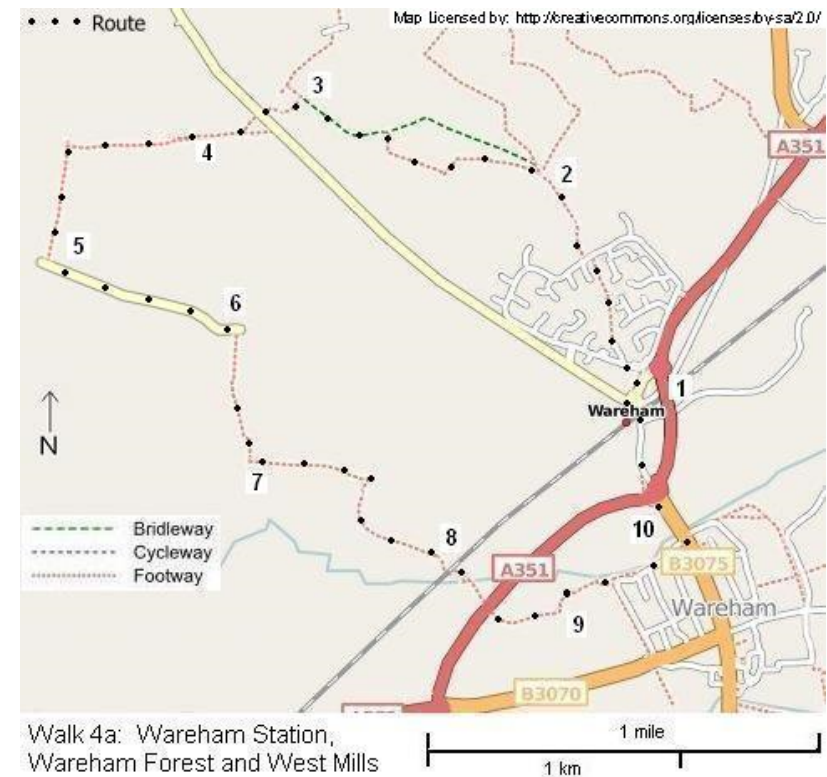 Route
Map Licensed by: http://creativecommons.org/licenses/by-sa/2.0/
3
A351
4
2
5
6
1
Wareham
N
7
8
10
Bridleway
Cycleway
Footway
A351
B3075
Wareham
9
B3070
Walk 4a: Wareham Station,
Wareham Forest and West Mills
1 mile
1 km